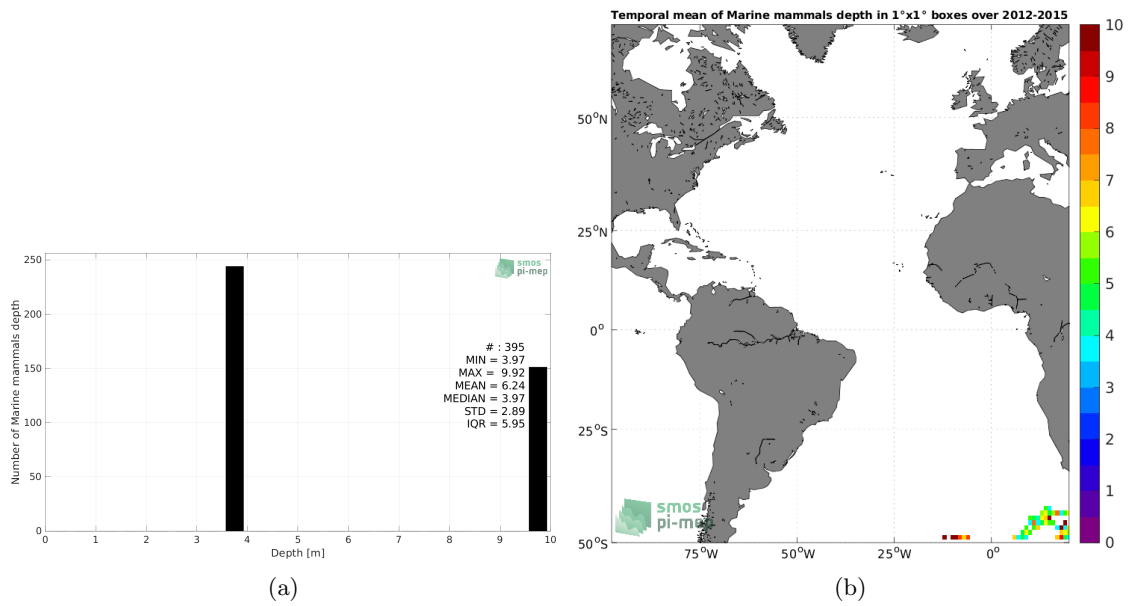 Temporal mean of Marine mammals depth in 1°x1° boxes over 2012-2015
250
200
150
100
50
0
Number of Marine mammals depth
smos
pi-mep
# : 395
MIN = 3.97
MAX = 9.92
MEAN = 6.24
MEDIAN = 3.97
STD = 2.89
IQR = 5.95
0 1 2 3 4 5 6 7 8 9 10
Depth [m]
(a)
50°N
25°N
0°
25°S
50°S
smos
pi-mep
75°W 50°W 25°W 0°
10
9
8
7
6
5
4
3
2
1
0
(b)